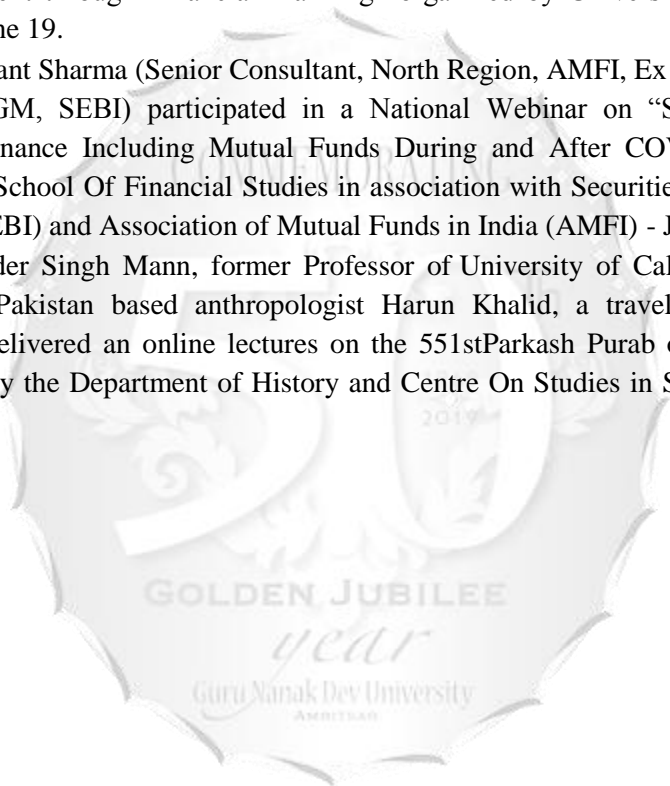 ne 19.
ant Sharma (Senior Consultant, North Region, AMFI, Ex
GM, SEBI) participated in a National Webinar on “S
nance Including Mutual Funds During and After COV
School Of Financial Studies in association with Securitie
EBI) and Association of Mutual Funds in India (AMFI) - J
der Singh Mann, former Professor of University of Cal
Pakistan based anthropologist Harun Khalid, a travel
elivered an online lectures on the 551stParkash Purab
y the Department of History and Centre On Studies in S
COMMEMORATING
50
2019
GOLDEN JUBILEE
year
Guru Nanak Dev University
AMRITSAR